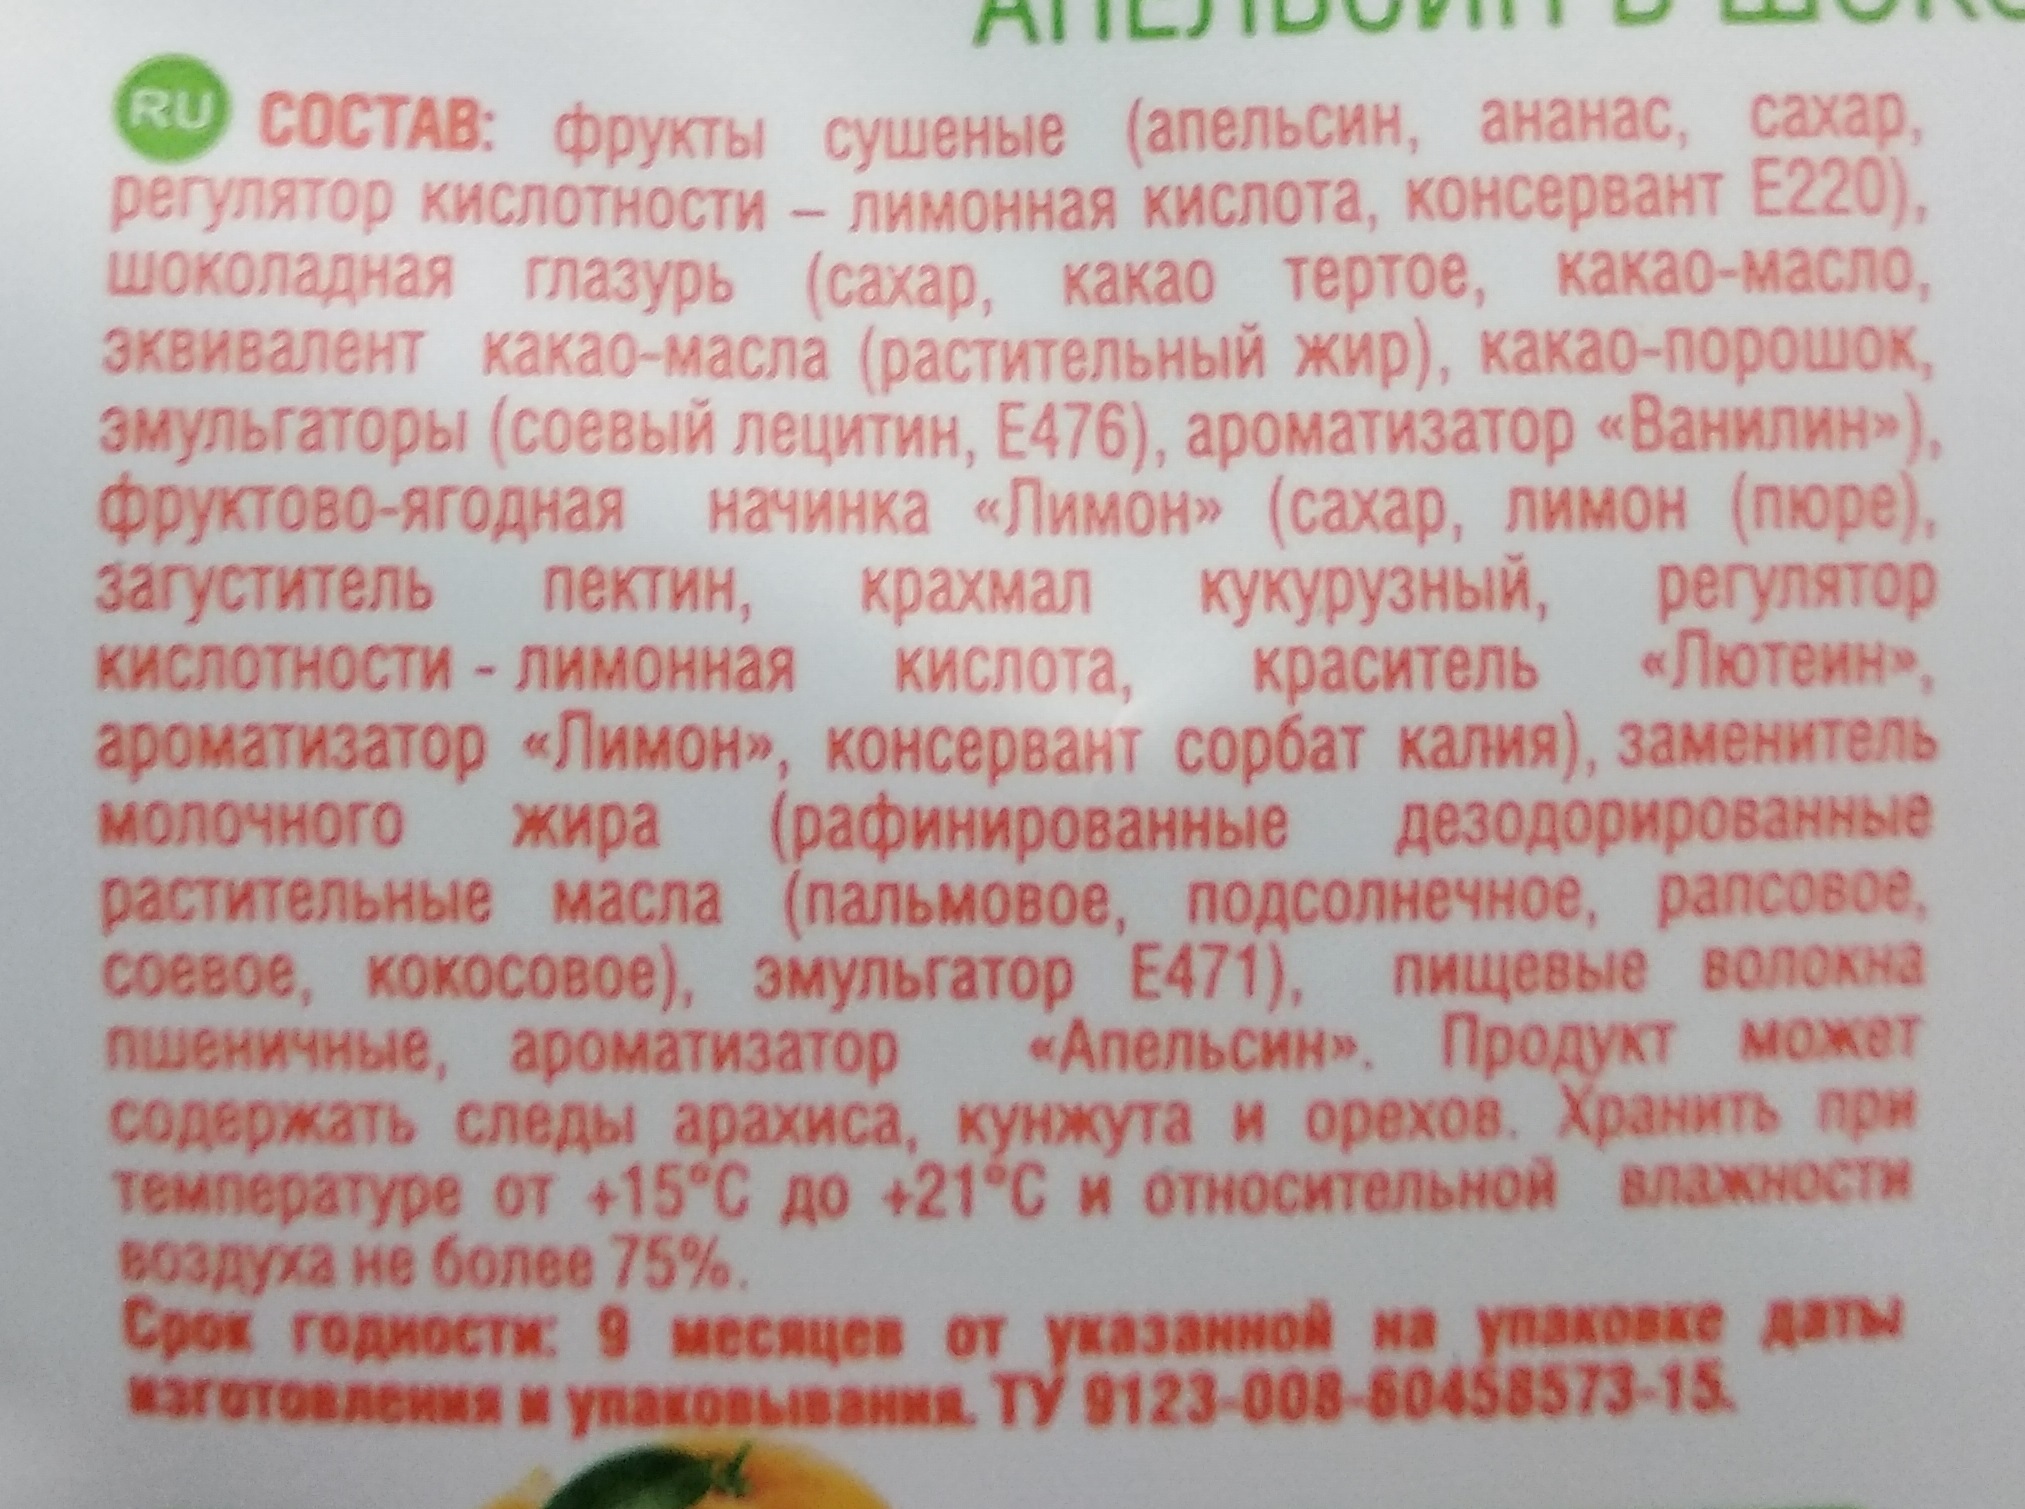 АПЕЛЬСИН В ШОКО
RU СОСТАВ: фрукты сушеные (апельсин, ананас, сахар,
регулятор кислотности – лимонная кислота, консервант Е220),
шоколадная глазурь (сахар, какао тертое, какао-масло,
эквивалент какао-масла (растительный жир), какао-порошок,
эмульгаторы (соевый лецитин, Е476), ароматизатор «Ванилин»),
фруктово-ягодная начинка «Лимон» (сахар, лимон (пюре),
загуститель пектин, крахмал кукурузный, регулятор
кислотности - лимонная кислота, краситель «Лютеин»,
ароматизатор «Лимон», консервант сорбат калия), заменитель
молочного жира (рафинированные дезодорированные
растительные масла (пальмовое, подсолнечное, рапсовое,
соевое, кокосовое), эмульгатор Е471), пищевые волокна
пшеничные, ароматизатор «Апельсин». Продукт может
содержать следы арахиса, кунжута и орехов. Хранить при
температуре от +15°С до +21°С и относительной влажности
воздуха не более 75%.
Срок годности: 9 месяцев от указанной на упаковке даты
изготовления и упаковывания. ТУ 9123-008-60458573-15.